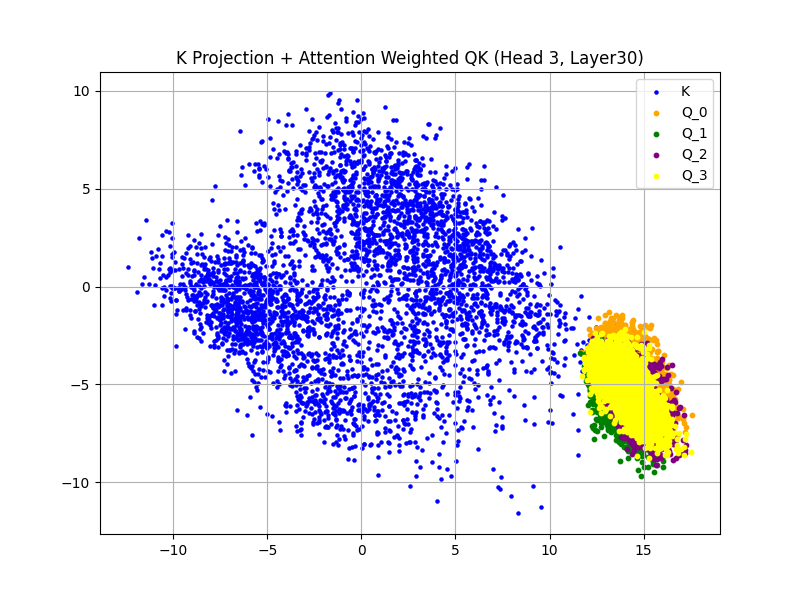 K Projection + Attention Weighted QK (Head 3, Layer30)
K
Q_0
Q_1
Q_2
Q_3
10
5
0
−5
−10
−10
−5
0
5
10
15